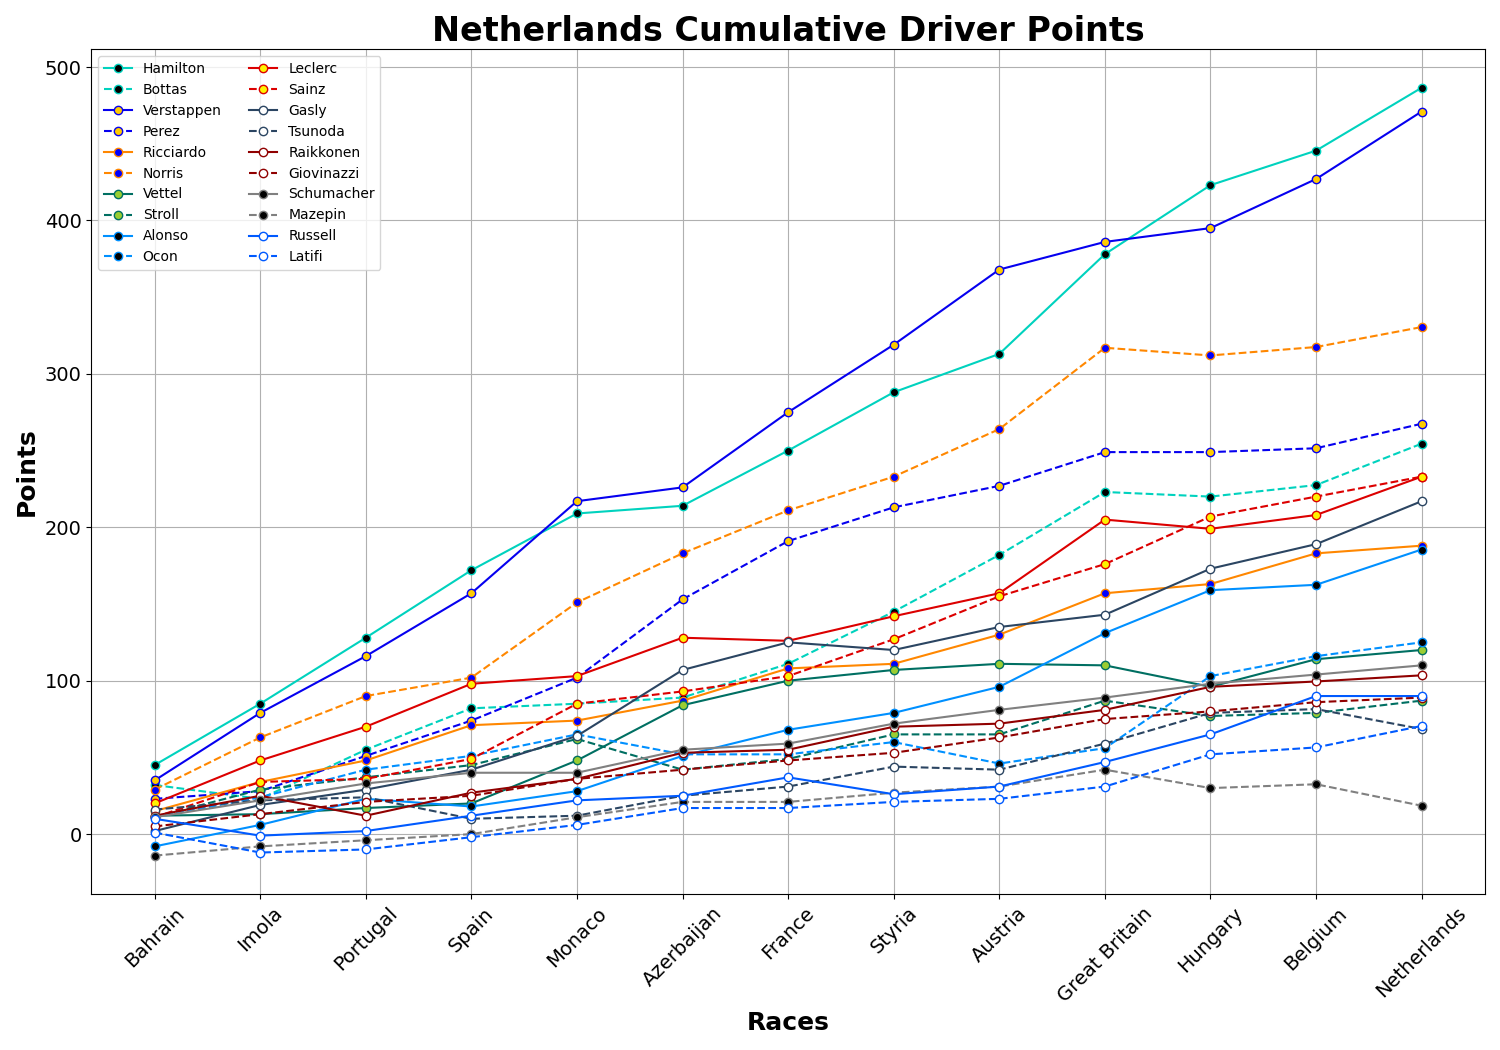 Netherlands Cumulative Driver Points
Hamilton
Bottas
Verstappen
Perez
Ricciardo
Norris
Vettel
Stroll
Alonso
Ocon
Leclerc
Sainz
Gasly
Tsunoda
Raikkonen
Giovinazzi
Schumacher
Mazepin
Russell
Latifi
Points
500
400
300
200
100
0
Bahrain
Imola
Portugal
Spain
Monaco
Azerbaijan
France
Styria
Austria
Great Britain
Hungary
Belgium
Netherlands
Races